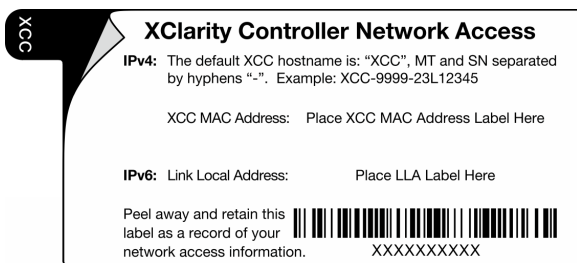 XCC
XClarity Controller Network Access
IPv4: The default XCC hostname is: “XCC”, MT and SN separated
by hyphens “-”. Example: XCC-9999-23L12345
XCC MAC Address: Place XCC MAC Address Label Here
IPv6: Link Local Address: Place LLA Label Here
Peel away and retain this
label as a record of your
network access information. XXXXXXXXXX